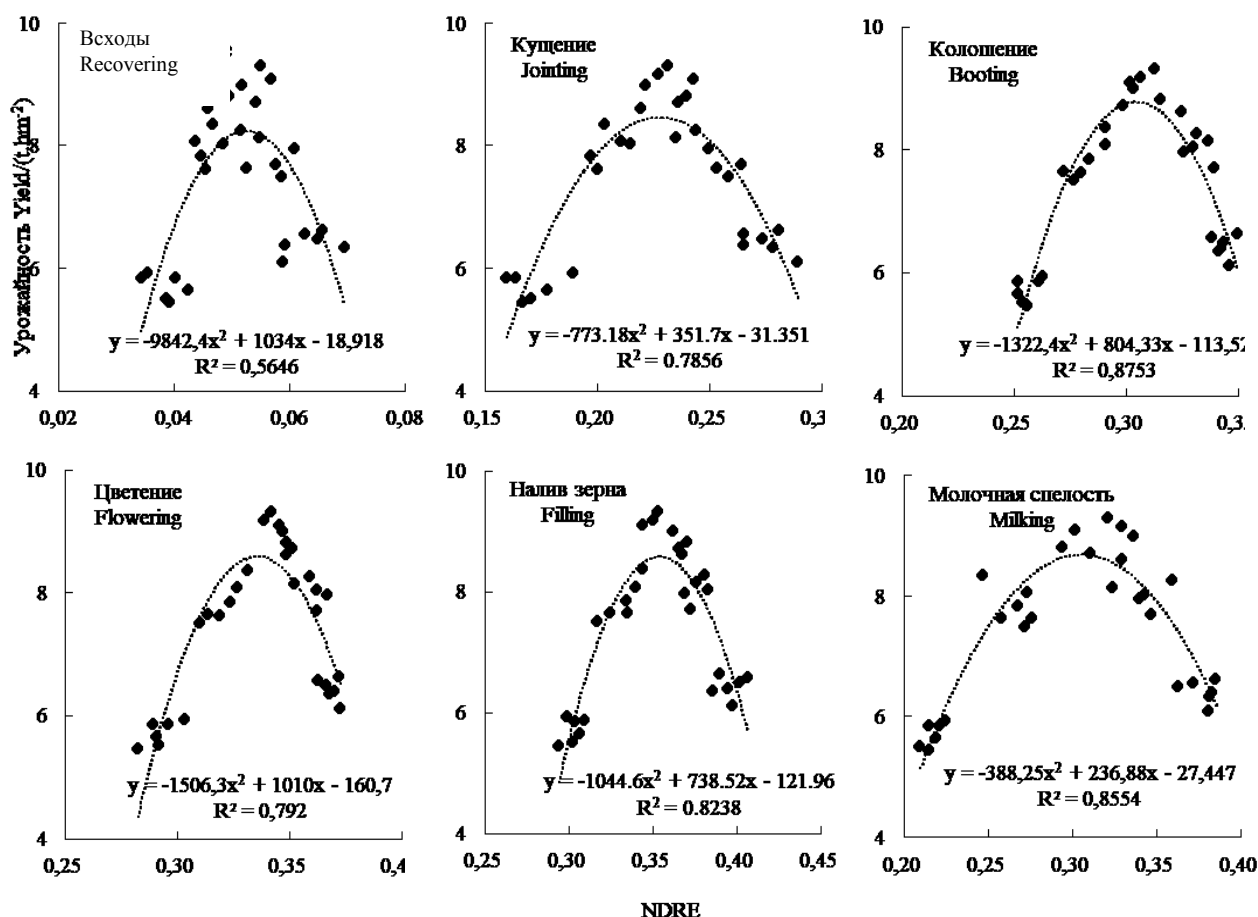 Урожайность Yield/(t.hm-2)
10
8
6
4
0,02
0,04
0,06
0,08
Всходы
Recovering
y = -9842,4x² + 1034x - 18,918
R² = 0,5646
10
8
6
4
0,15
0,20
0,25
0,3
Кущение
Jointing
y = -773.18x² + 351.7x - 31.351
R² = 0.7856
10
8
6
4
0,20
0,25
0,30
0,3
Колошение
Booting
y = -1322,4x² + 804,33x - 113,52
R² = 0,8753
10
8
6
4
0,25
0,30
0,35
0,4
Цветение
Flowering
y = -1506,3x² + 1010x - 160,7
R² = 0,792
10
8
6
4
0,25
0,30
0,35
0,40
0,45
Налив зерна
Filling
y = -1044.6x² + 738.52x - 121.96
R² = 0.8238
10
8
6
4
0,20
0,25
0,30
0,35
0,40
Молочная спелость
Milking
y = -388,25x² + 236,88x - 27,447
R² = 0,8554
NDRE